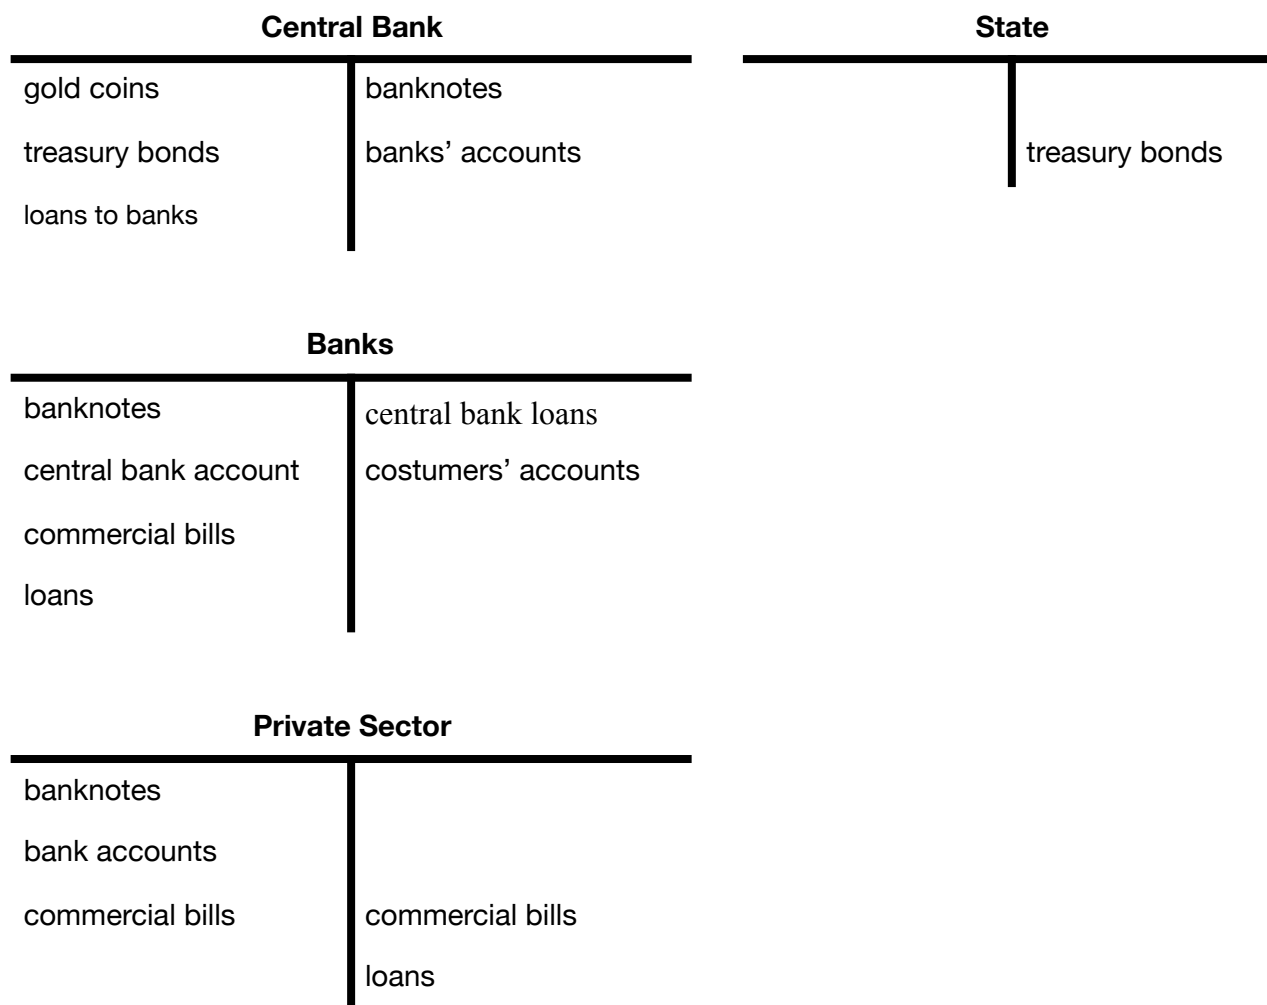 Central Bank
gold coins
banknotes
treasury bonds
banks’ accounts
loans to banks
State
treasury bonds
Banks
banknotes
central bank loans
central bank account
costumers’ accounts
commercial bills
loans
Private Sector
banknotes
bank accounts
commercial bills
commercial bills
loans